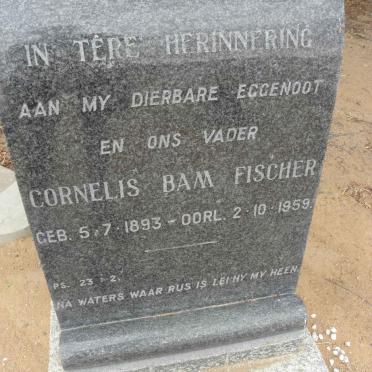 IN TÊRE HERINNERING
AAN MY DIERBARE EGGENOOT
EN ONS VADER
CORNELIS BAM FISCHER
GEB. 5·7·1893 - OORL. 2·10·1959.
PS. 23 : 2.
NA WATERS WAAR RUS IS LEI HY MY HEEN.